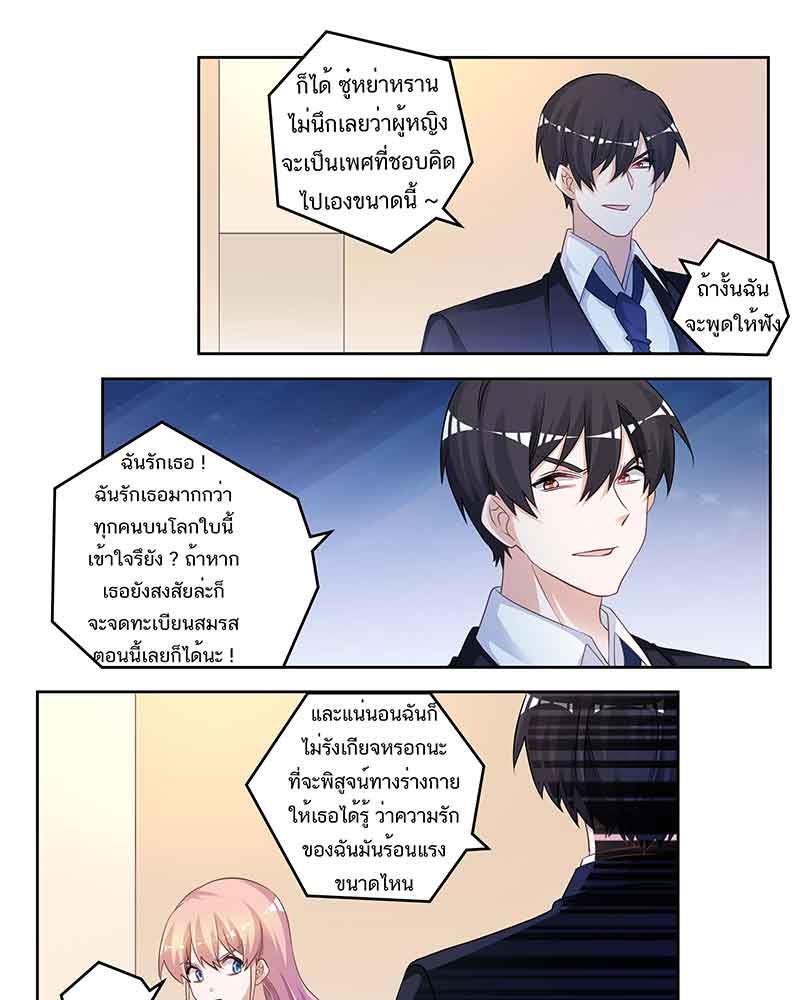 ก็ได้ ซู๋หย่าหราน
ไม่นึกเลยว่าผู้หญิง
จะเป็นเพศที่ชอบคิด
ไปเองขนาดนี้ ~
ถ้างั้นฉัน
จะพูดให้ฟัง
ฉันรักเธอ !
ฉันรักเธอมากกว่า
ทุกคนบนโลกใบนี้
เข้าใจรึยัง ? ถ้าหาก
เธอยังสงสัยล่ะก็
จะจดทะเบียนสมรส
ตอนนี้เลยก็ได้นะ !
และแน่นอนฉันก็
ไม่รังเกียจหรอกนะ
ที่จะพิสูจน์ทางร่างกาย
ให้เธอได้รู้ ว่าความรัก
ของฉันมันร้อนแรง
ขนาดไหน